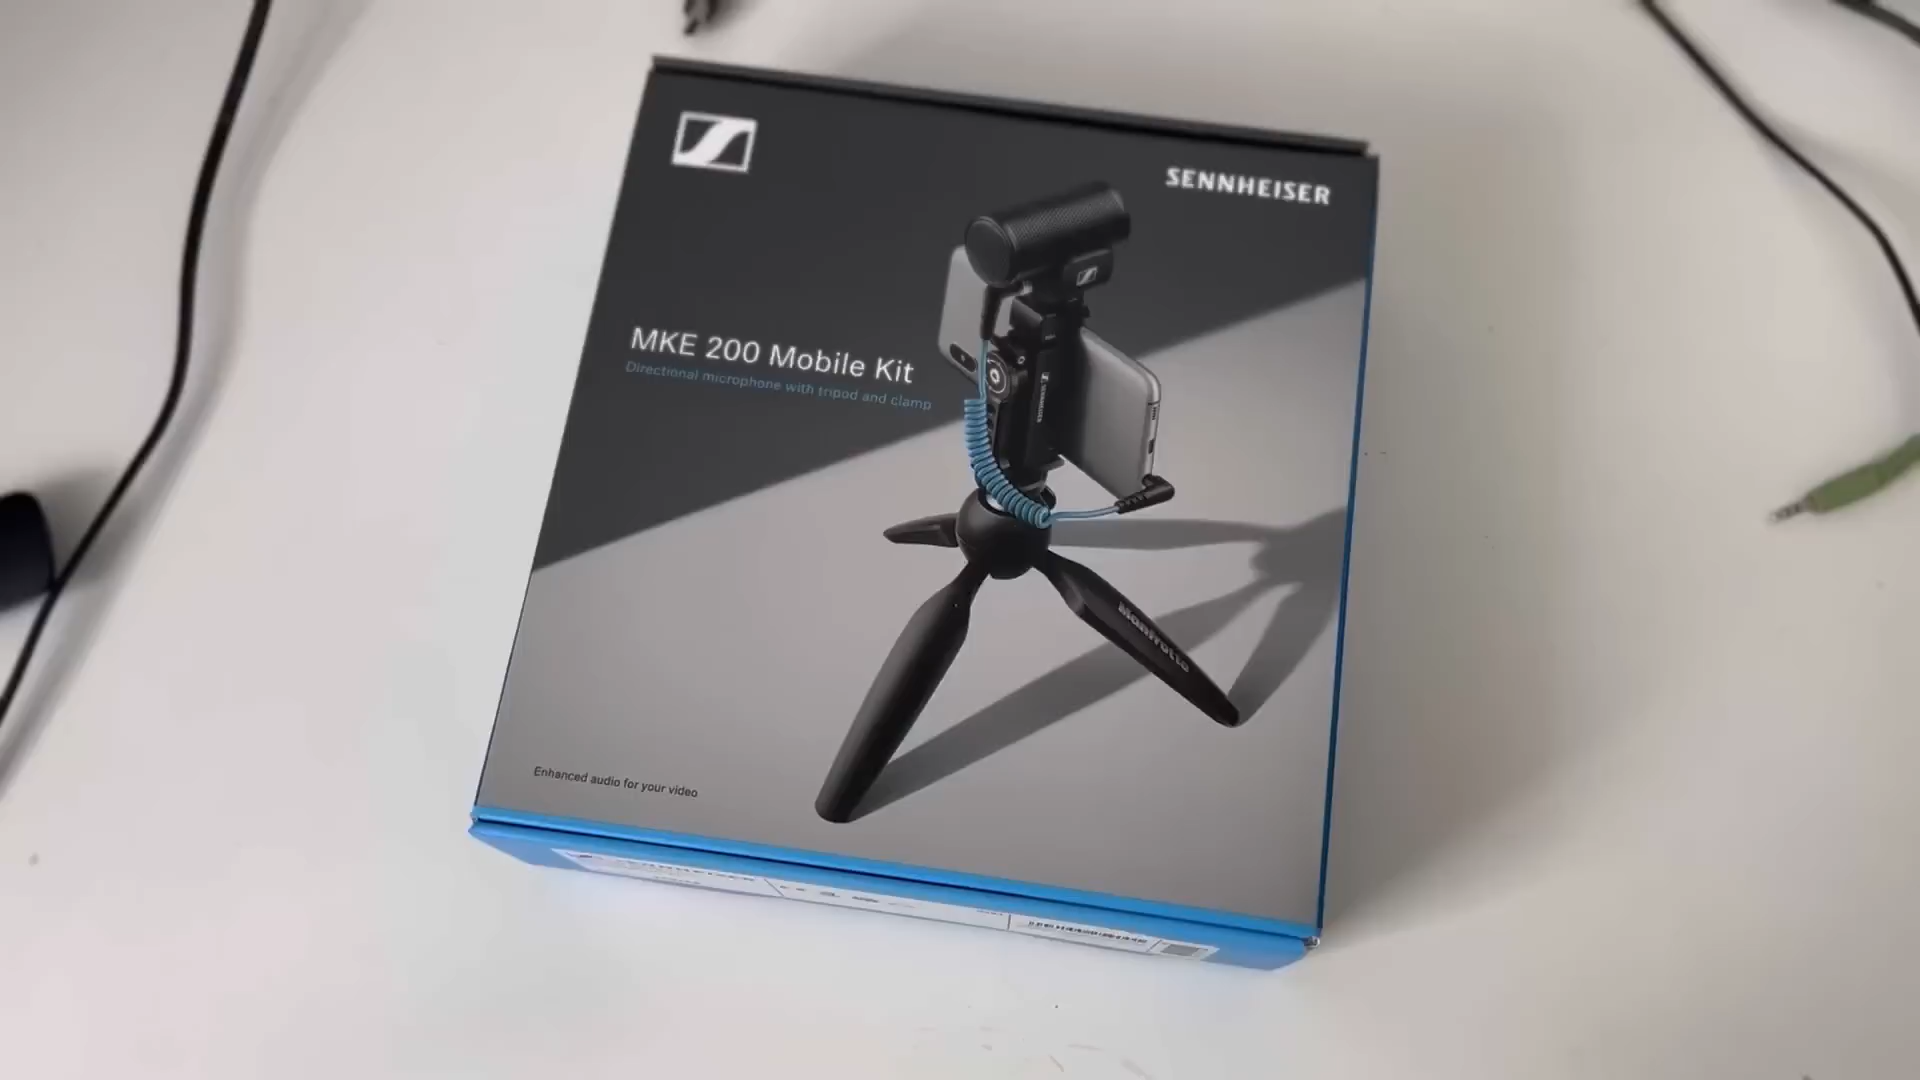 SENNHEISER
MKE 200 Mobile Kit
Directional microphone with tripod and clamp
Manfrotto
Enhanced audio for your video